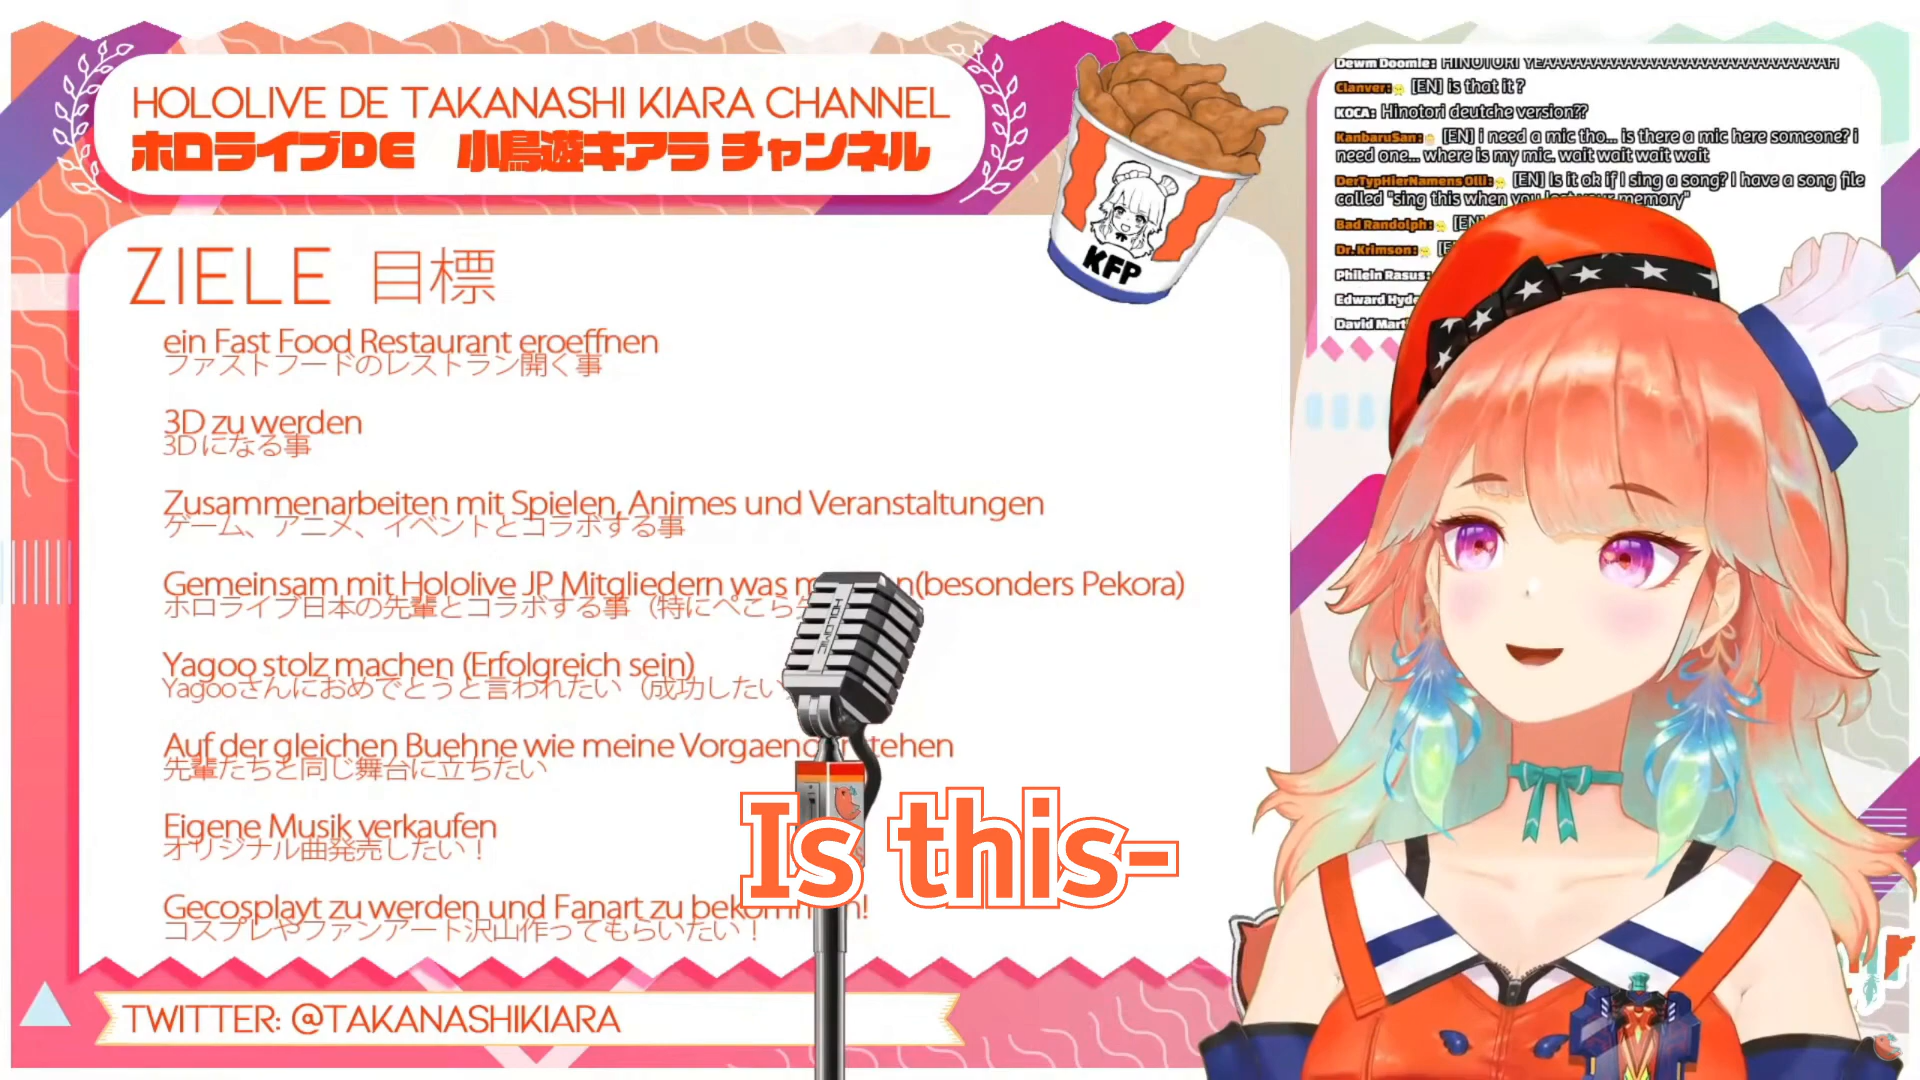 HOLOLIVE DE TAKANASHI KIARA CHANNEL
ホロライブDE 小鳥遊キアラ チャンネル
KFP
ZIELE 目標
ein Fast Food Restaurant eroeffnen
ファストフードのレストラン開く事
3D zu werden
3Dになる事
Zusammenarbeiten mit Spielen, Animes und Veranstaltungen
ゲーム、アニメ、イベントとコラボする事
Gemeinsam mit Hololive JP Mitgliedern was (besonders Pekora)
ホロライブ日本の先輩とコラボする事（特にぺこら
Yagoo stolz machen (Erfolgreich sein)
Yagooさんにおめでとうと言われたい（成功したい
Auf der gleichen Buehne wie meine
先輩たちと同じ舞台に立ちたい
Eigene Musik verkaufen
オリジナル曲発売したい！
Gecosplayt zu werden und Fanart zu
コスプレやファンアート沢山作ってもらいたい！
TWITTER: @TAKANASHIKIARA
HOLOMIC
Is this-
Dewm Doomie: HINOTORI
Clanver: [EN] is that it ?
KOCA: Hinotori deutche version??
KanbaruSan: [EN] i need a mic tho... is there a mic here someone? i
need one... where is my mic. wait wait wait wait
DerTypHierNamensOlli: [EN] Is it ok if I sing a song? I have a song file
called "sing this when you lost your memory"
Bad Randolph:
Dr. Krimson:
Philein Rasus:
Edward
David